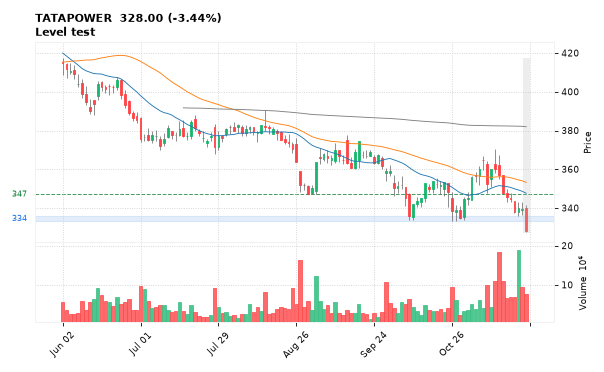 TATAPOWER 328.00 (-3.44%)
Level test
420
400
380
360
347
340
334
Price
20
10
Volume 10⁶
Jun 02
Jul 01
Jul 29
Aug 26
Sep 24
Oct 26